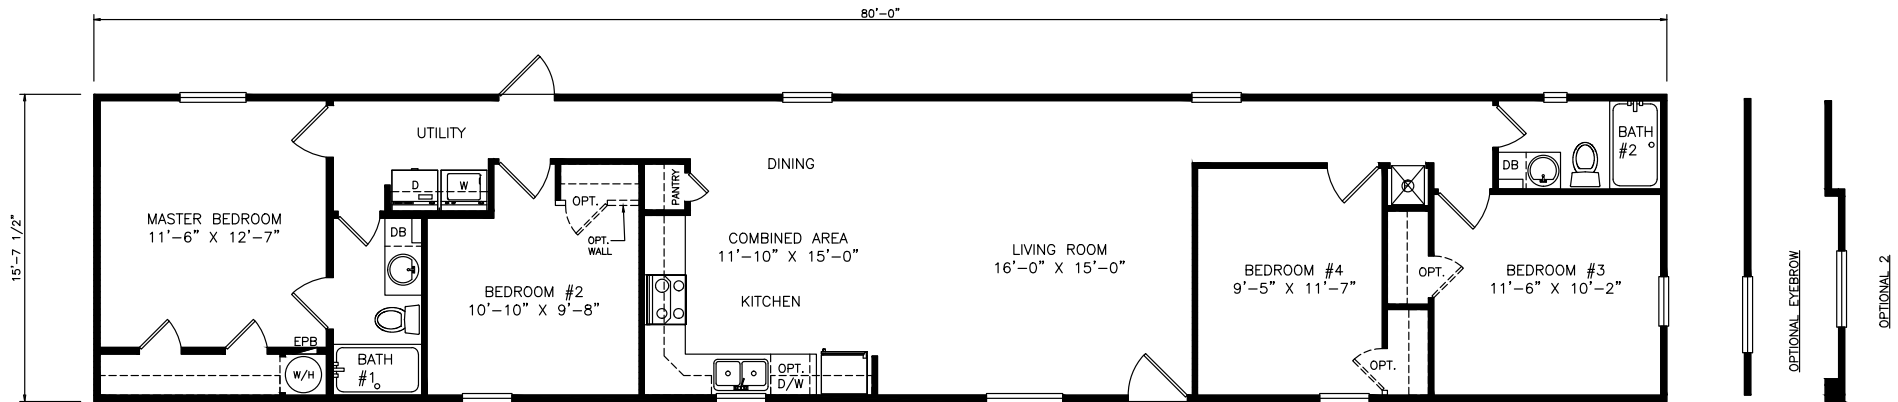 80'-0"
15'-7 1/2"
UTILITY
D
W
MASTER BEDROOM
11'-6" X 12'-7"
DB
EPB
W/H
BATH
#1
BEDROOM #2
10'-10" X 9'-8"
OPT.
OPT.
WALL
PANTRY
DINING
COMBINED AREA
11'-10" X 15'-0"
KITCHEN
OPT.
D/W
LIVING ROOM
16'-0" X 15'-0"
BEDROOM #4
9'-5" X 11'-7"
OPT.
OPT.
BEDROOM #3
11'-6" X 10'-2"
DB
BATH
#2
OPTIONAL EYEBROW
OPTIONAL 2